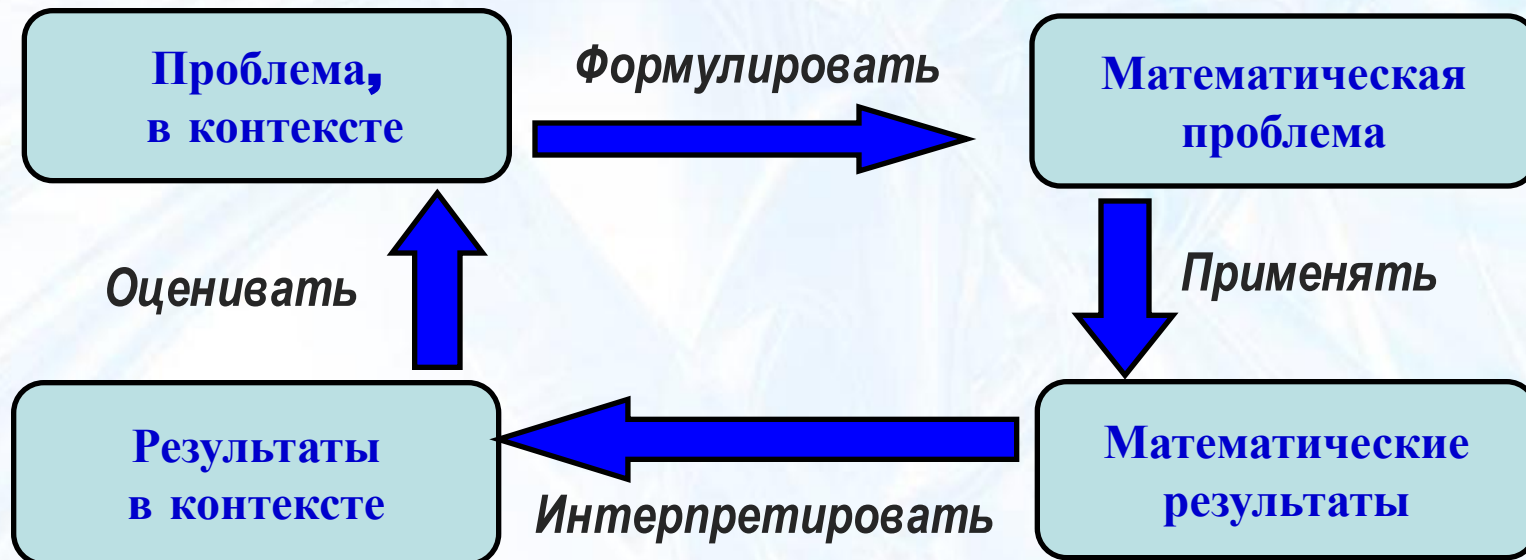 Проблема,
в контексте
Формулировать
Математическая
проблема
Оценивать
Применять
Результаты
в контексте
Интерпретировать
Математические
результаты